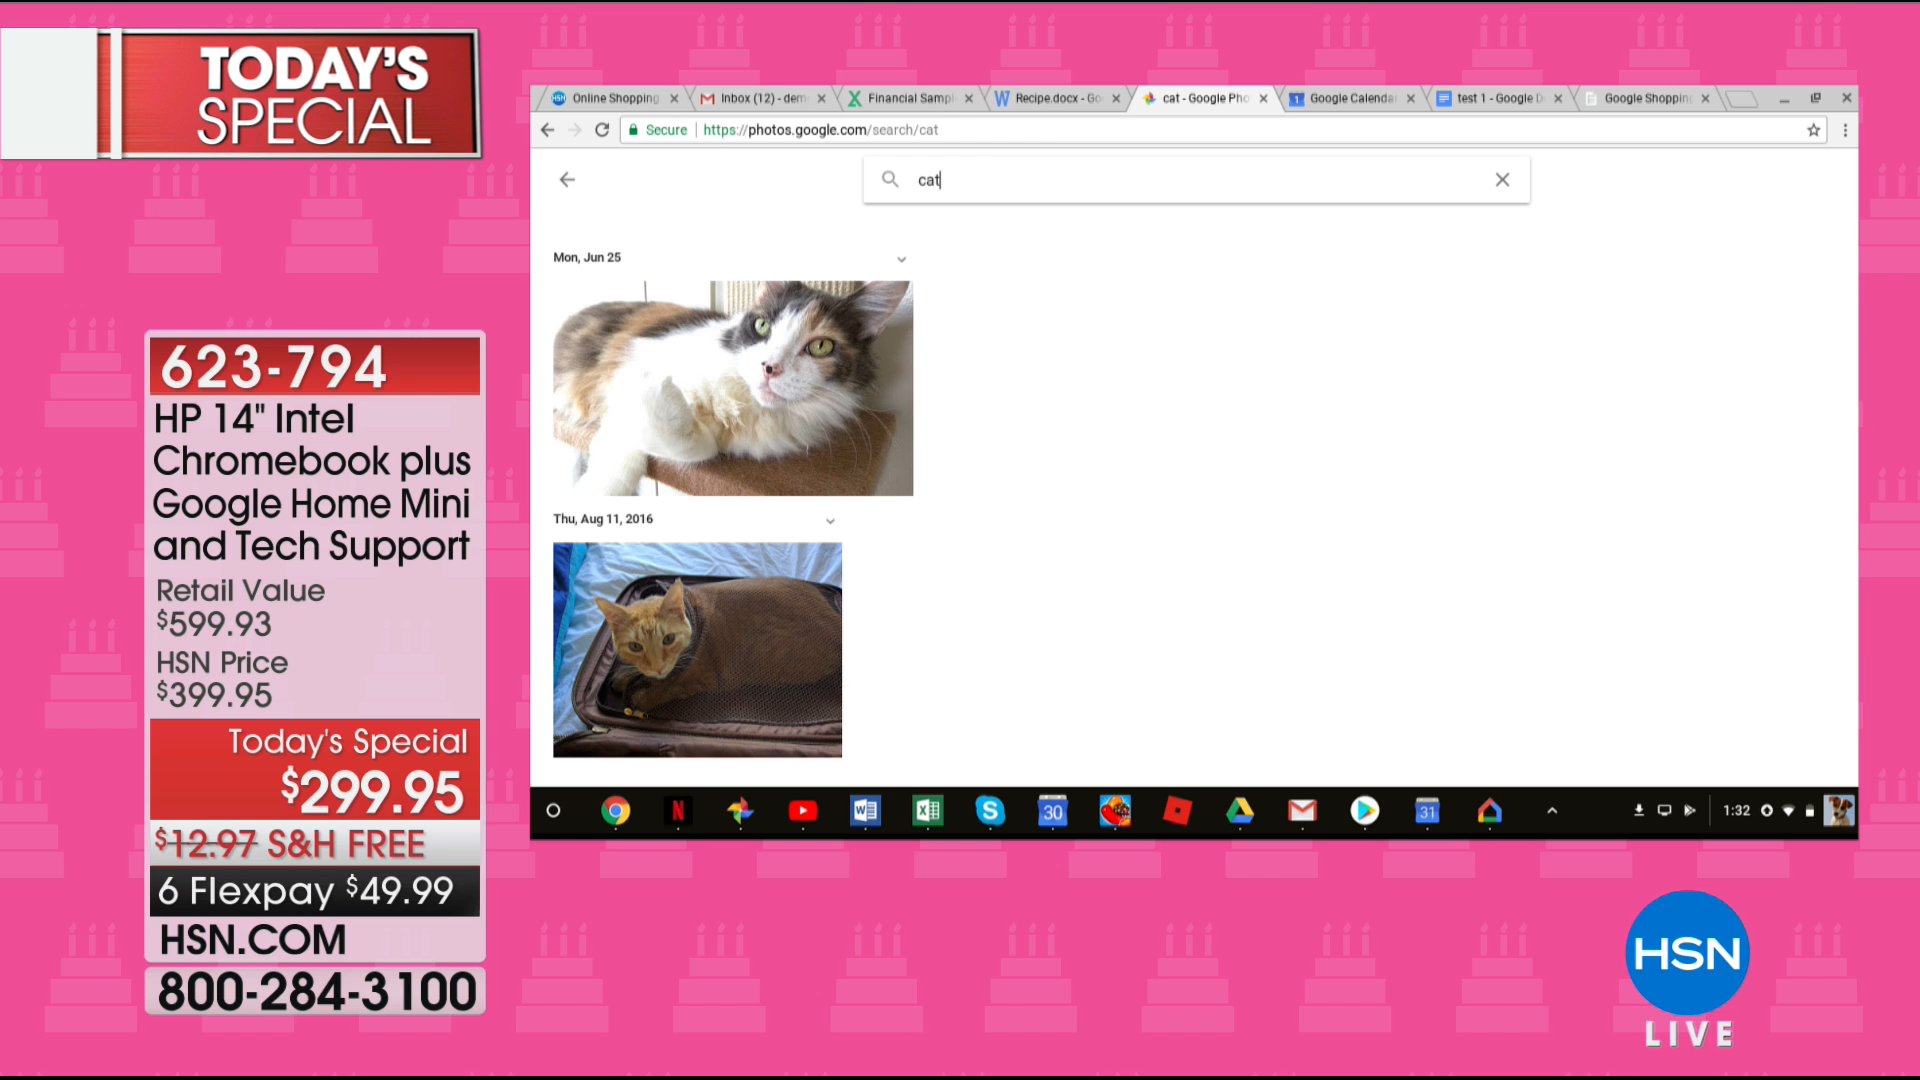 TODAY'S
SPECIAL
623-794
HP 14" Intel
Chromebook plus
Google Home Mini
and Tech Support
Retail Value
$599.93
HSN Price
$399.95
Today's Special
$299.95
$12.97 S&H FREE
6 Flexpay $49.99
HSN.COM
800-284-3100
HSN Online Shopping
Inbox (12) - dem
Financial Sampl
Recipe.docx - Go
cat - Google Pho
Google Calenda
test 1 - Google D
Google Shoppin
Secure https://photos.google.com/search/cat
cat
Mon, Jun 25
Thu, Aug 11, 2016
30
31
1:32
HSN
LIVE